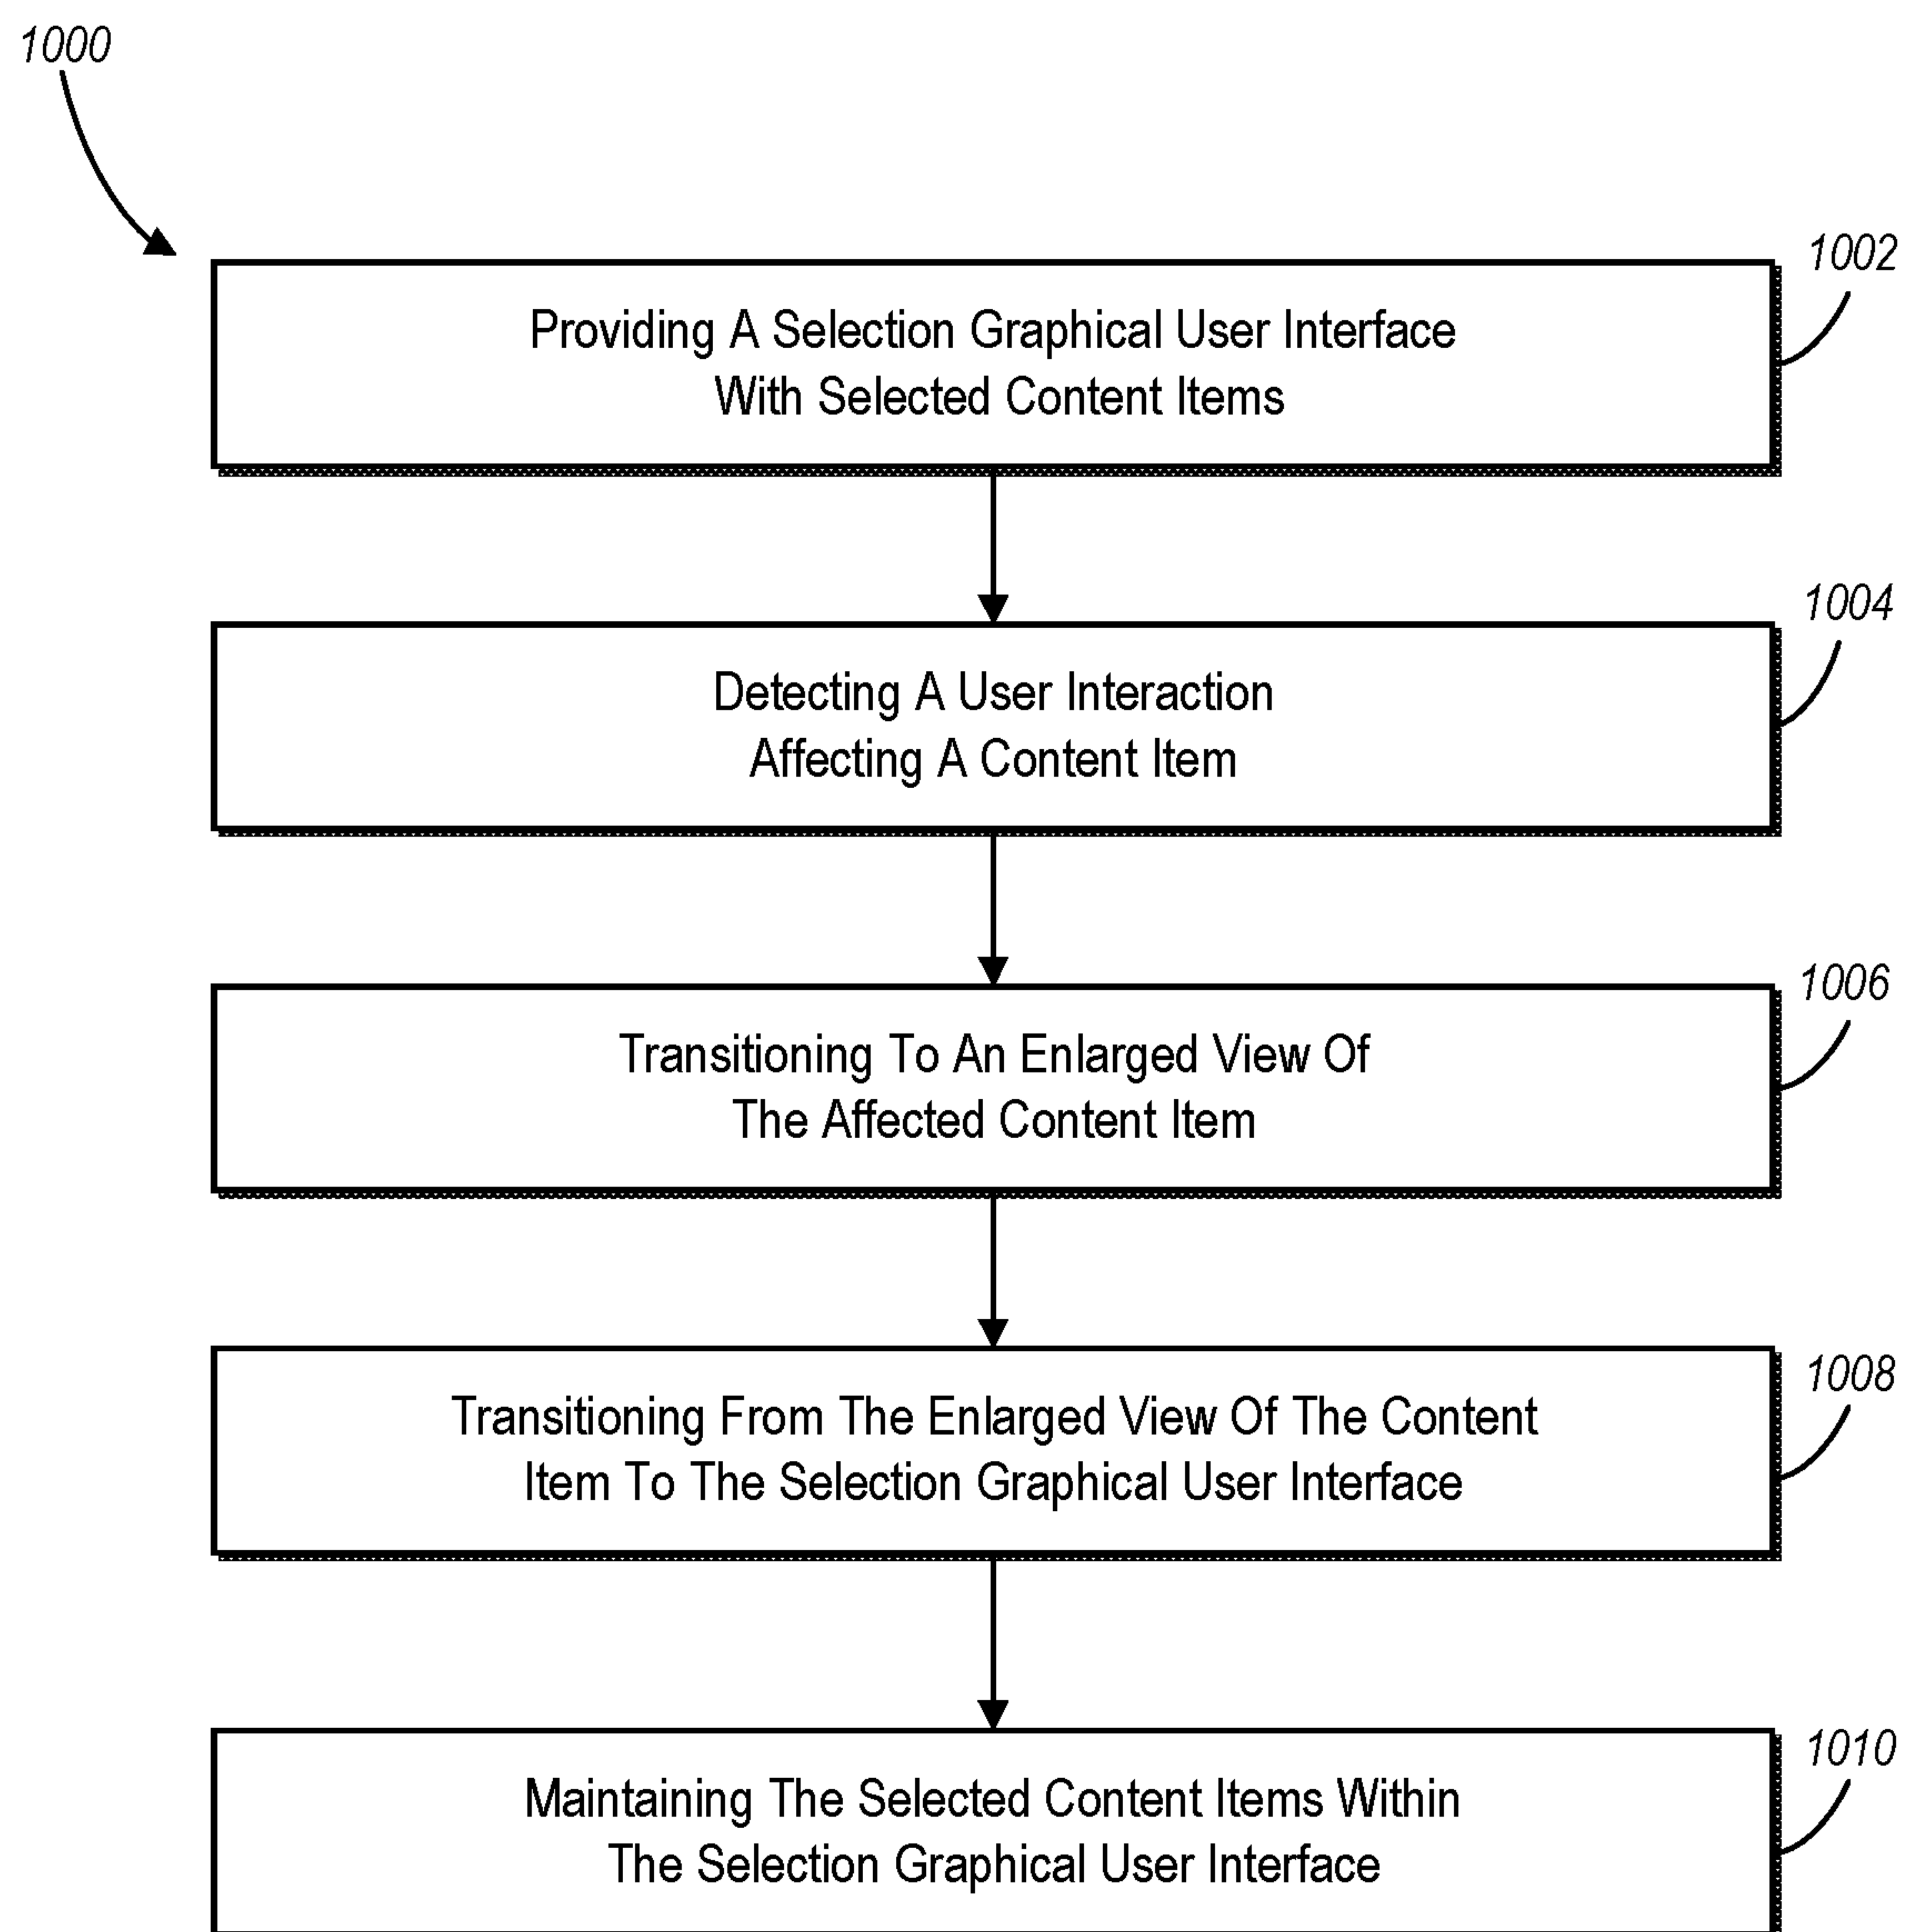 1000
1002
Providing A Selection Graphical User Interface
With Selected Content Items
1004
Detecting A User Interaction
Affecting A Content Item
1006
Transitioning To An Enlarged View Of
The Affected Content Item
1008
Transitioning From The Enlarged View Of The Content
Item To The Selection Graphical User Interface
1010
Maintaining The Selected Content Items Within
The Selection Graphical User Interface